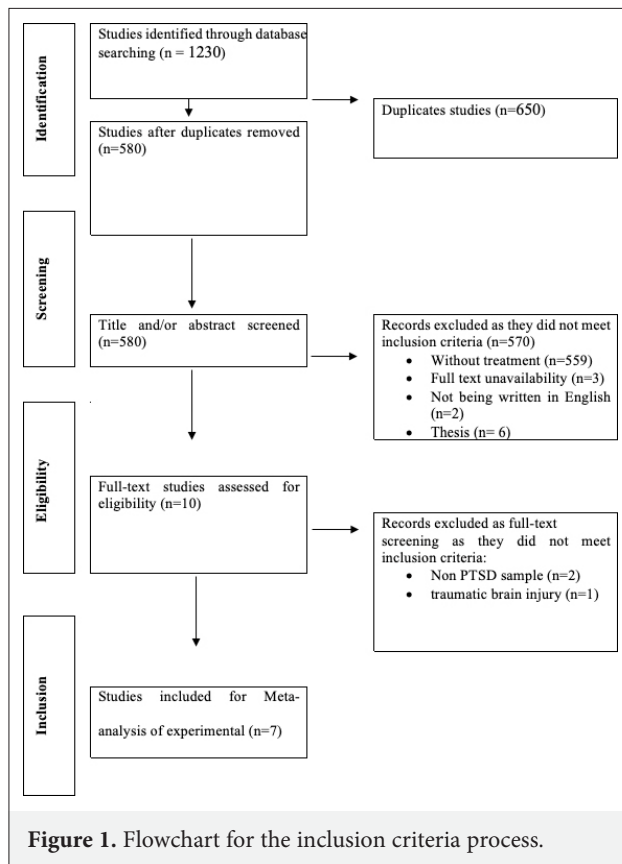 Identification
Studies identified through database
searching (n = 1230)
Duplicates studies (n=650)
Studies after duplicates removed
(n=580)
Screening
Title and/or abstract screened
(n=580)
Records excluded as they did not meet
inclusion criteria (n=570)
• Without treatment (n=559)
• Full text unavailability (n=3)
• Not being written in English
(n=2)
• Thesis (n= 6)
Eligibility
Full-text studies assessed for
eligibility (n=10)
Records excluded as full-text
screening as they did not meet
inclusion criteria:
• Non PTSD sample (n=2)
• traumatic brain injury (n=1)
Inclusion
Studies included for Meta-
analysis of experimental (n=7)
Figure 1. Flowchart for the inclusion criteria process.